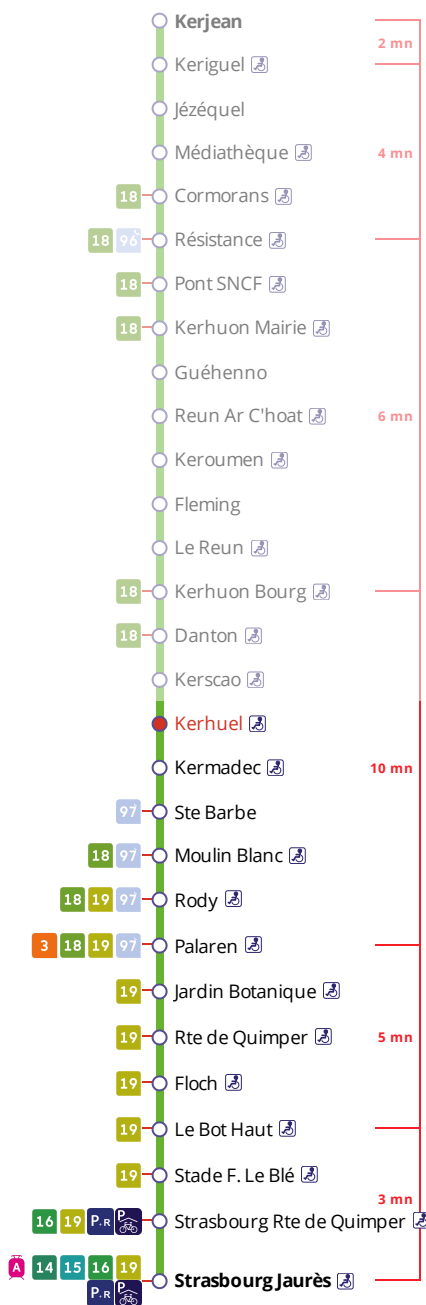 Kerjean
2 mn
Keriguel
Jézéquel
Médiathèque
4 mn
18 Cormorans
18 96 Résistance
18 Pont SNCF
18 Kerhuon Mairie
Guéhenno
Reun Ar C'hoat
6 mn
Keroumen
Fleming
Le Reun
18 Kerhuon Bourg
18 Danton
Kerscao
Kerhuel
Kermadec
10 mn
97 Ste Barbe
18 97 Moulin Blanc
18 19 97 Rody
3 18 19 97 Palaren
19 Jardin Botanique
19 Rte de Quimper
5 mn
19 Floch
19 Le Bot Haut
19 Stade F. Le Blé
3 mn
16 19 P.R P Strasbourg Rte de Quimper
A 14 15 16 19
P.R P Strasbourg Jaurès